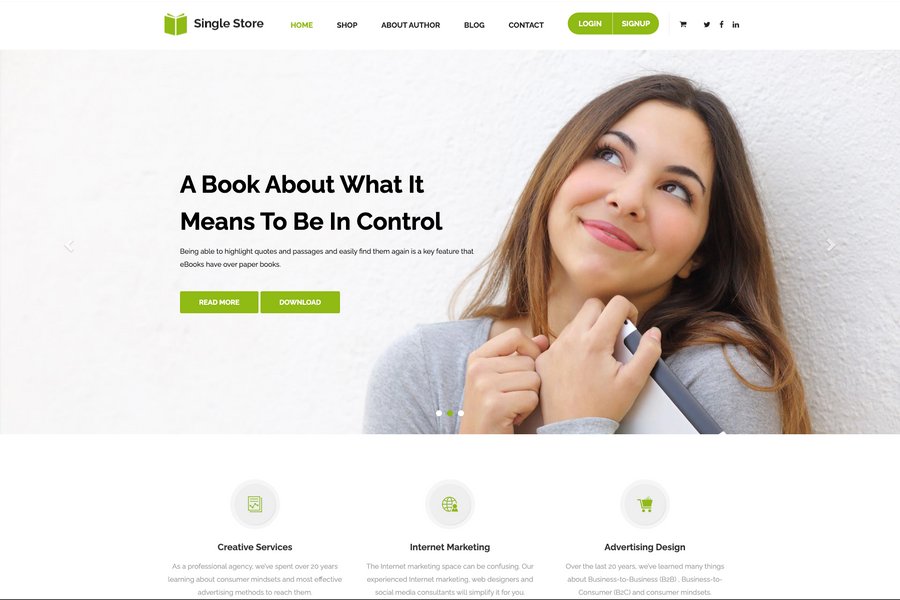 Single Store
HOME SHOP ABOUT AUTHOR BLOG CONTACT LOGIN SIGNUP
A Book About What It
Means To Be In Control
Being able to highlight quotes and passages and easily find them again is a key feature that
eBooks have over paper books.
READ MORE DOWNLOAD
Creative Services
As a professional agency, we've spent over 20 years
learning about consumer mindsets and most effective
advertising methods to reach them.
Internet Marketing
The Internet marketing space can be confusing. Our
experienced Internet marketing, web designers and
social media consultants will simplify it for you.
Advertising Design
Over the last 20 years, we've learned many things
about Business-to-Business (B2B) , Business-to-
Consumer (B2C) and consumer mindsets.